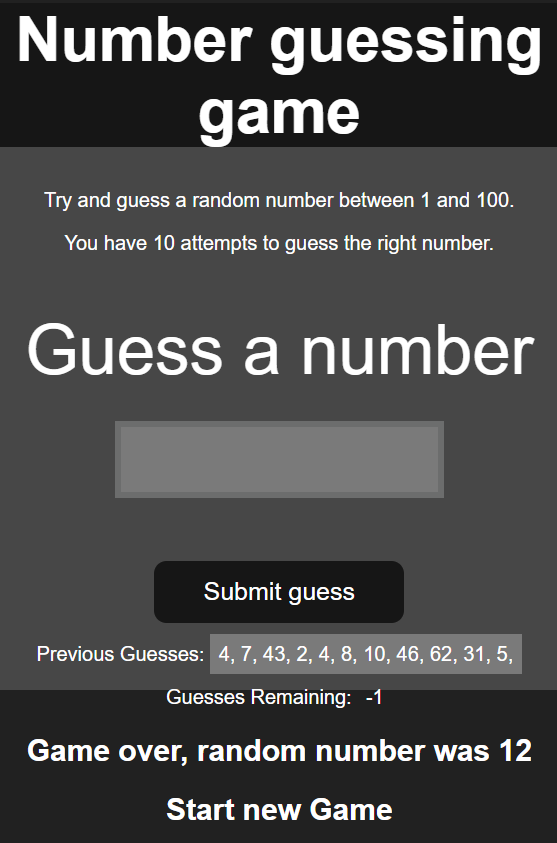 Number guessing
game
Try and guess a random number between 1 and 100.
You have 10 attempts to guess the right number.
Guess a number
Submit guess
Previous Guesses: 4, 7, 43, 2, 4, 8, 10, 46, 62, 31, 5,
Guesses Remaining: -1
Game over, random number was 12
Start new Game